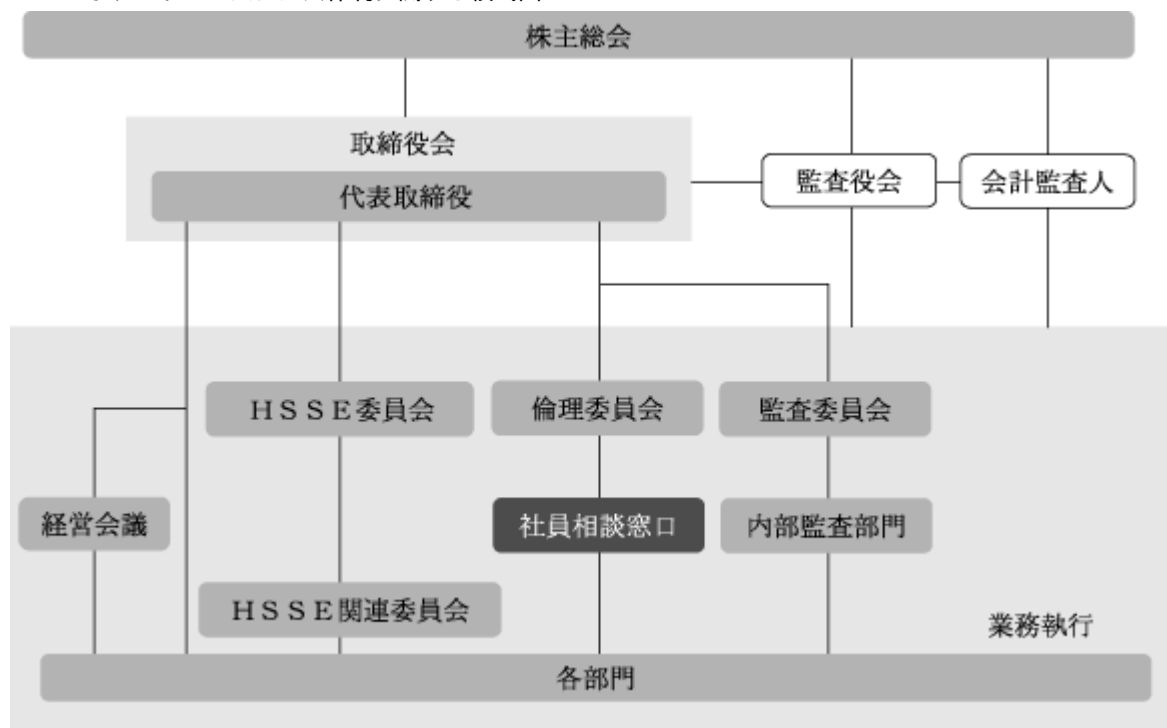 株主総会
取締役会
代表取締役
監査役会
会計監査人
ＨＳＳＥ委員会
倫理委員会
監査委員会
経営会議
社員相談窓口
内部監査部門
ＨＳＳＥ関連委員会
業務執行
各部門